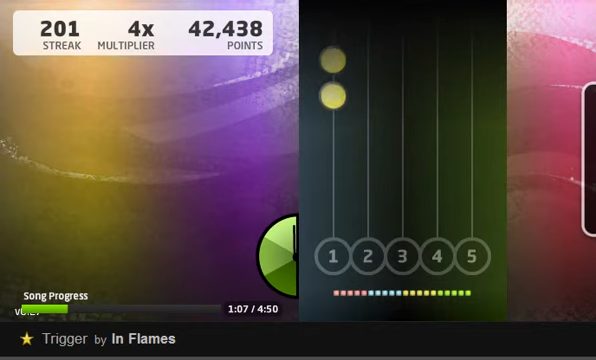 201 4x 42,438
STREAK MULTIPLIER POINTS
1 2 3 4 5
Song Progress
1:07 / 4:50
Trigger by In Flames